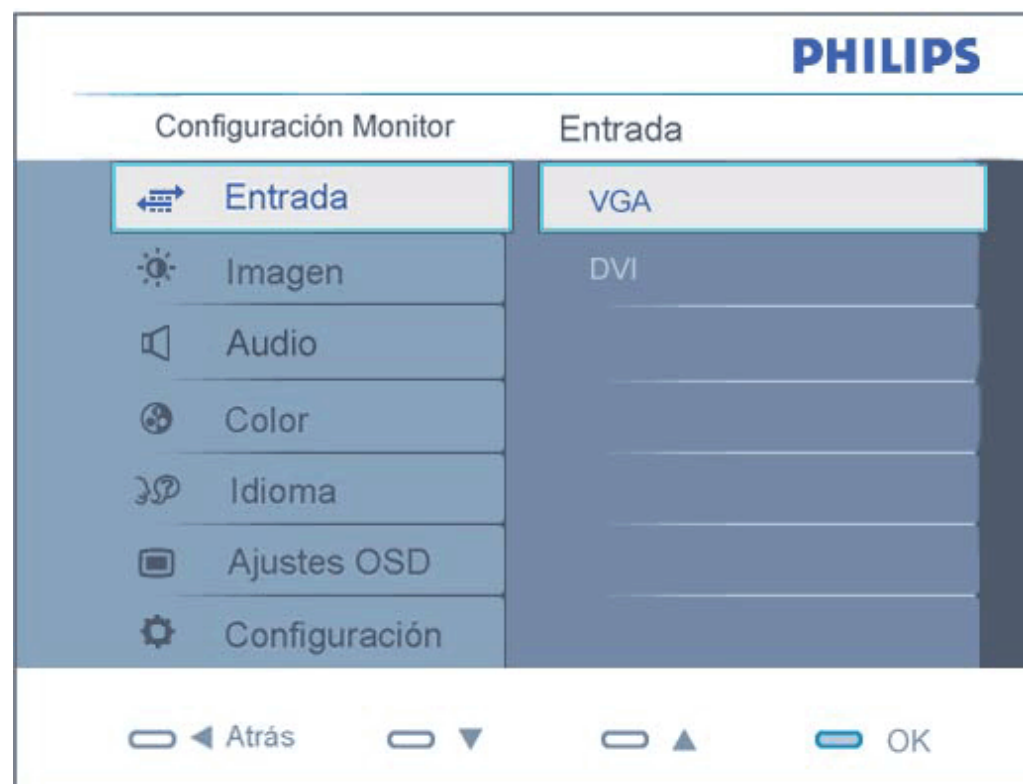 PHILIPS
Configuración Monitor
Entrada
Entrada
VGA
Imagen
DVI
Audio
Color
Idioma
Ajustes OSD
Configuración
Atrás
OK